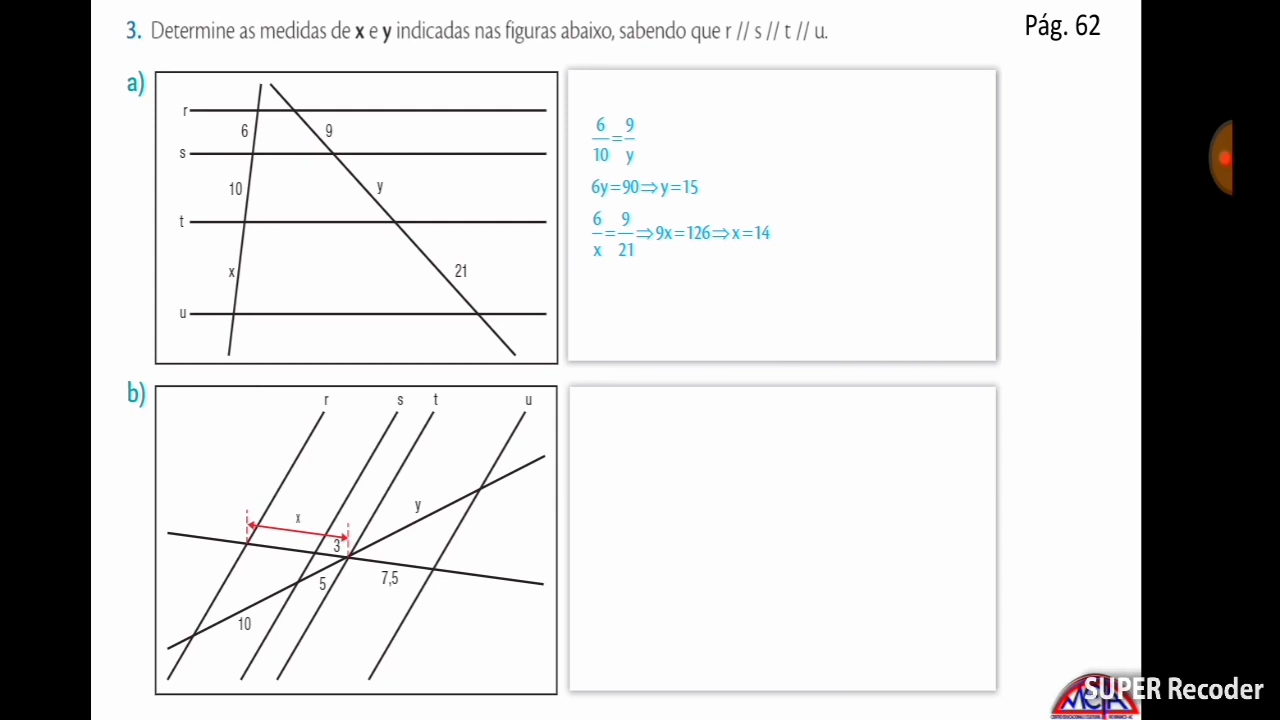 3. Determine as medidas de x e y indicadas nas figuras abaixo, sabendo que r // s // t // u.
Pág. 62
a)
r
6
9
s
10
y
t
x
21
u
6/10 = 9/y
6y=90⇒y=15
6/x = 9/21 ⇒9x=126⇒x=14
b)
r
s
t
u
x
y
3
5
7,5
10
META
SUPER Recoder